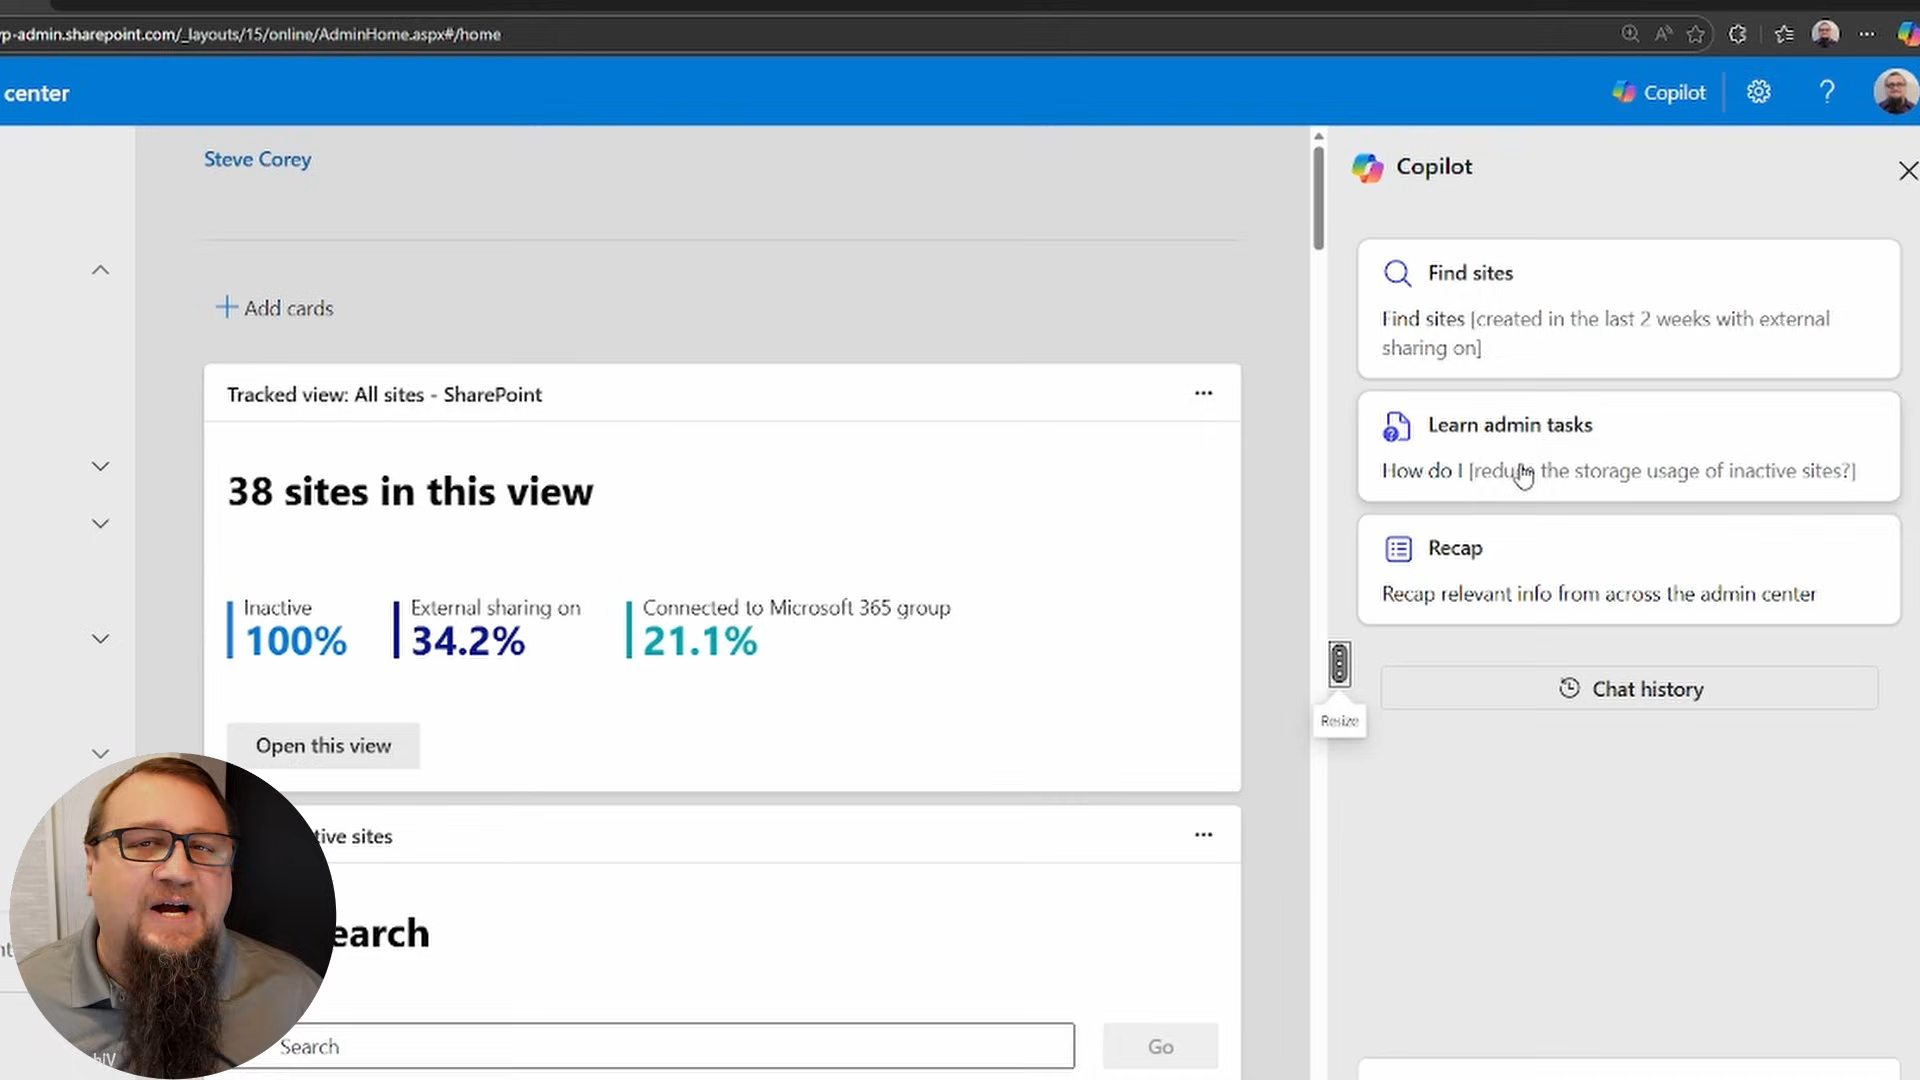 vp-admin.sharepoint.com/_layouts/15/online/AdminHome.aspx#/home
center
Copilot
Steve Corey
Add cards
Tracked view: All sites - SharePoint
38 sites in this view
Inactive
100%
External sharing on
34.2%
Connected to Microsoft 365 group
21.1%
Open this view
tive sites
earch
Search
Go
Copilot
Find sites
Find sites [created in the last 2 weeks with external
sharing on]
Learn admin tasks
How do I [reduce the storage usage of inactive sites?]
Recap
Recap relevant info from across the admin center
Chat history
Resize